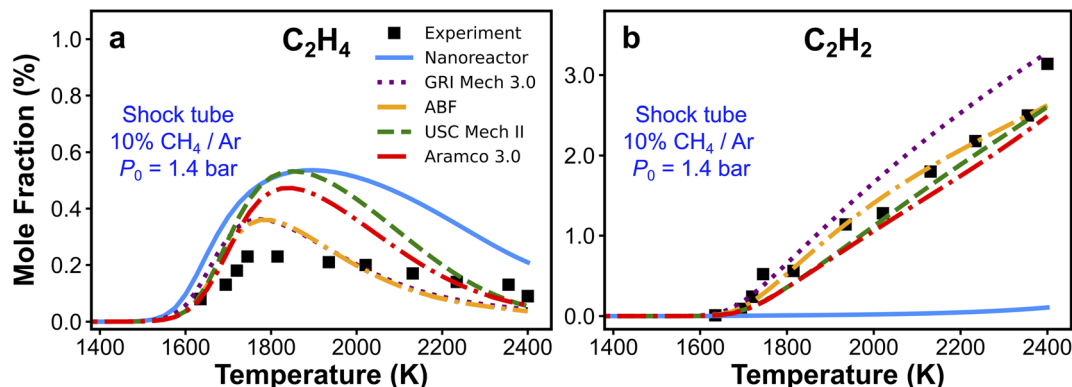 a
C₂H₄
Experiment
Nanoreactor
GRI Mech 3.0
ABF
USC Mech II
Aramco 3.0
Shock tube
10% CH₄ / Ar
P₀ = 1.4 bar
Mole Fraction (%)
1.0
0.8
0.6
0.4
0.2
0.0
1400 1600 1800 2000 2200 2400
Temperature (K)
b
C₂H₂
Shock tube
10% CH₄ / Ar
P₀ = 1.4 bar
3.0
2.0
1.0
0.0
1400 1600 1800 2000 2200 2400
Temperature (K)